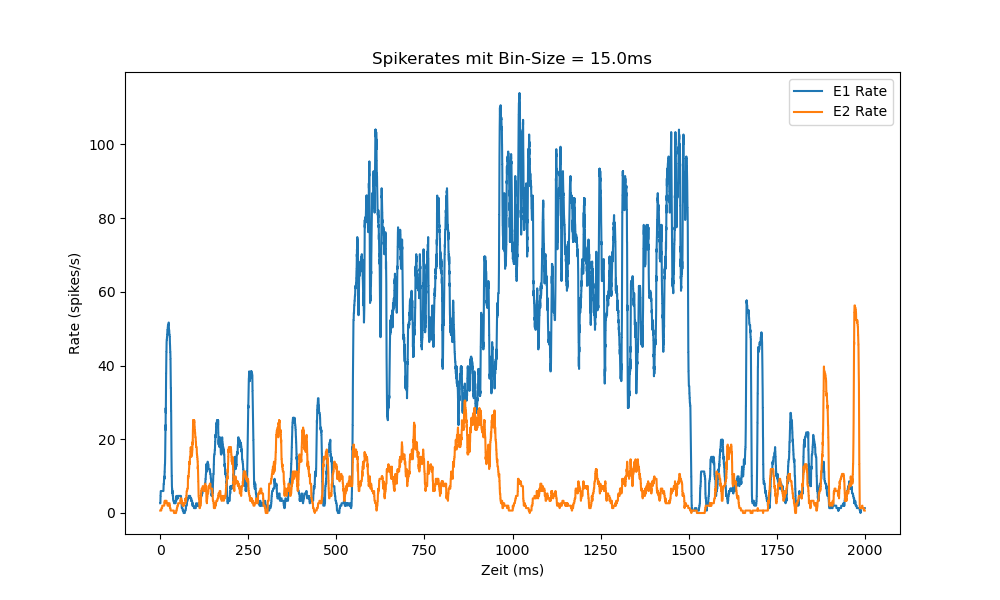 Spikerates mit Bin-Size = 15.0ms
E1 Rate
E2 Rate
Rate (spikes/s)
100
80
60
40
20
0
0 250 500 750 1000 1250 1500 1750 2000
Zeit (ms)